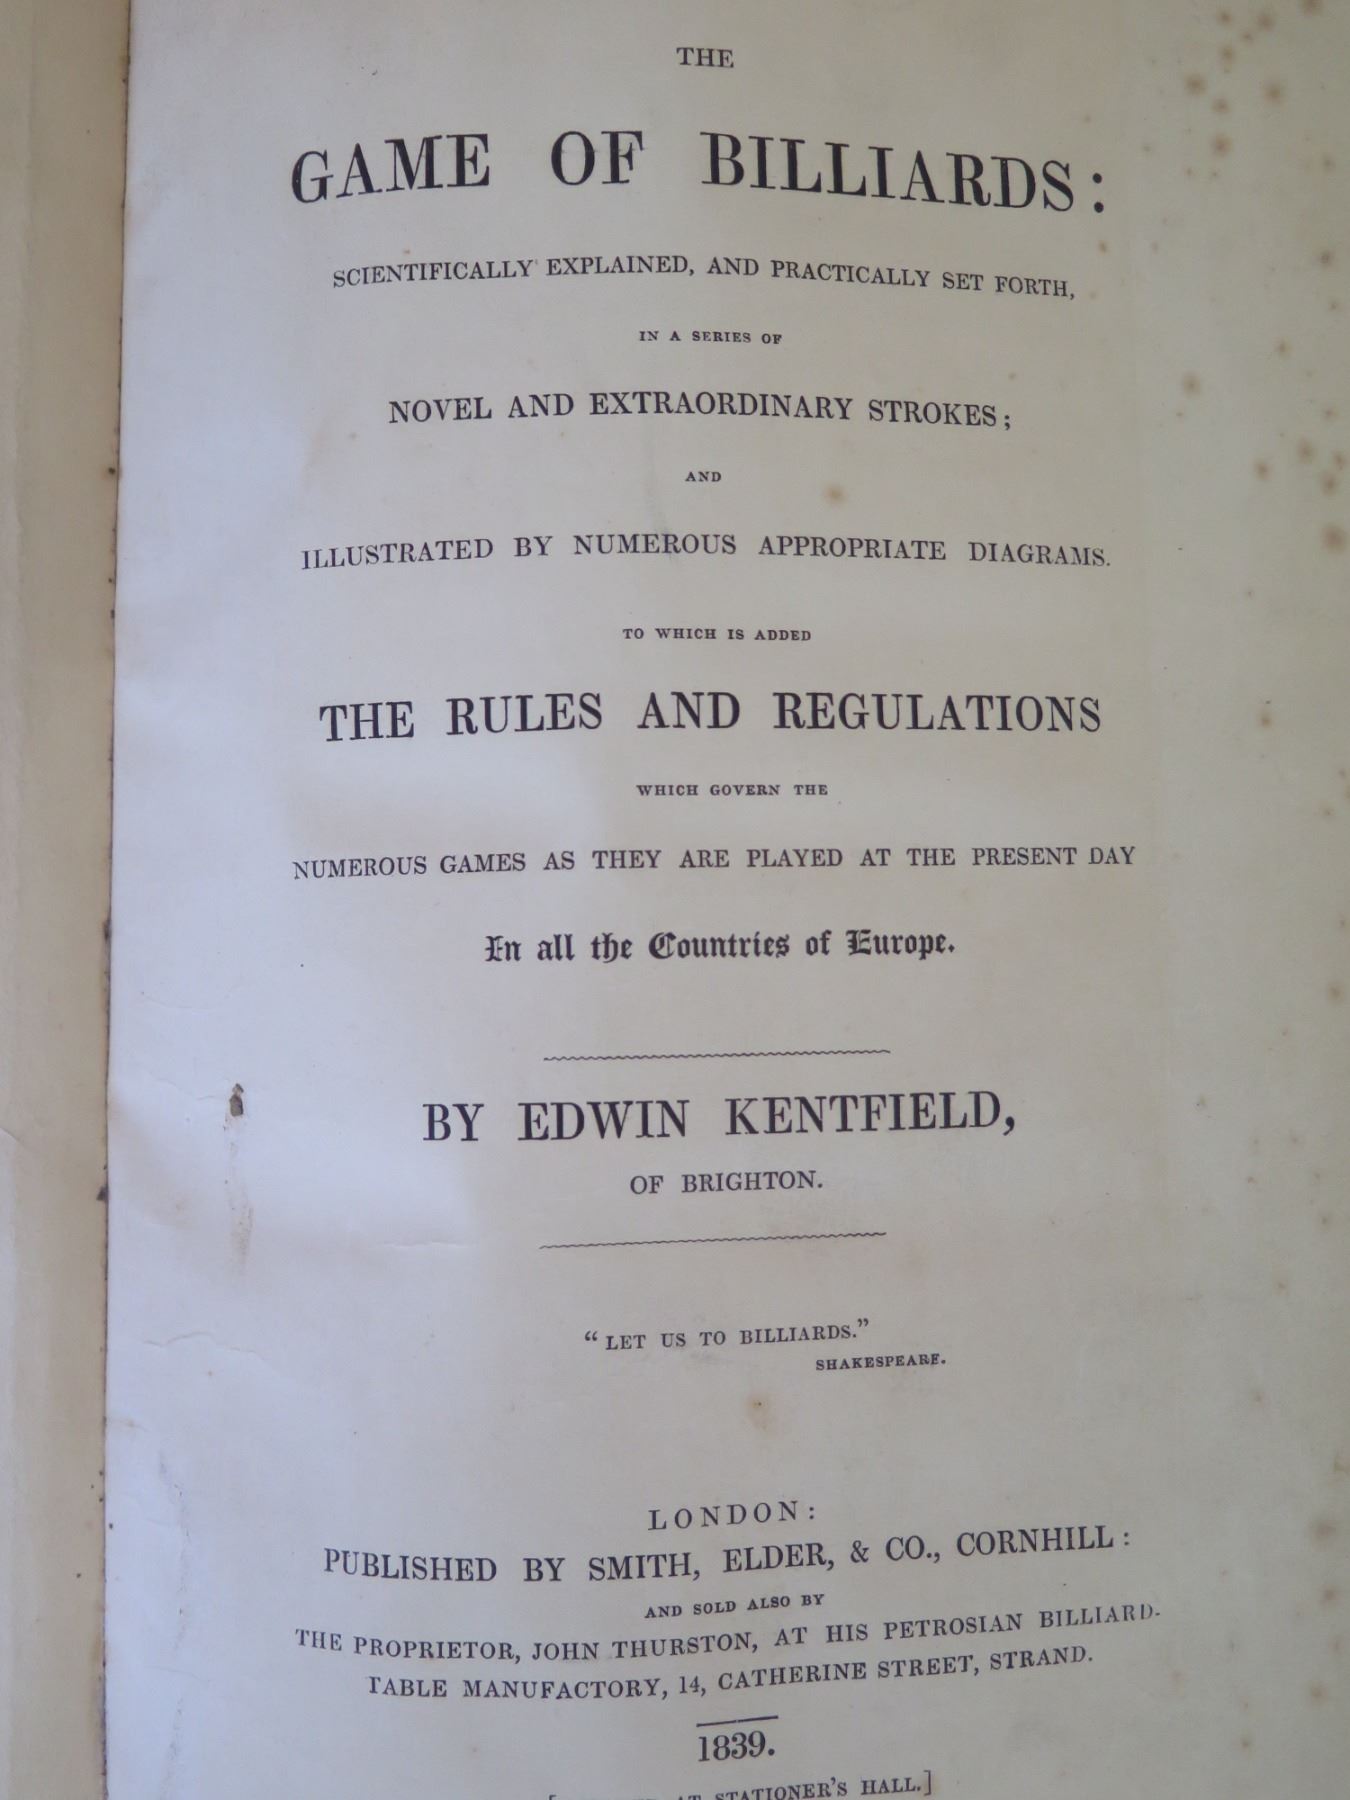 THE
GAME OF BILLIARDS:
SCIENTIFICALLY EXPLAINED, AND PRACTICALLY SET FORTH,
IN A SERIES OF
NOVEL AND EXTRAORDINARY STROKES;
AND
ILLUSTRATED BY NUMEROUS APPROPRIATE DIAGRAMS.
TO WHICH IS ADDED
THE RULES AND REGULATIONS
WHICH GOVERN THE
NUMEROUS GAMES AS THEY ARE PLAYED AT THE PRESENT DAY
In all the Countries of Europe.
BY EDWIN KENTFIELD,
OF BRIGHTON.
"LET US TO BILLIARDS."
SHAKESPEARE.
LONDON:
PUBLISHED BY SMITH, ELDER, & CO., CORNHILL:
AND SOLD ALSO BY
THE PROPRIETOR, JOHN THURSTON, AT HIS PETROSIAN BILLIARD-
TABLE MANUFACTORY, 14, CATHERINE STREET, STRAND.
1839.
AT STATIONER'S HALL.]